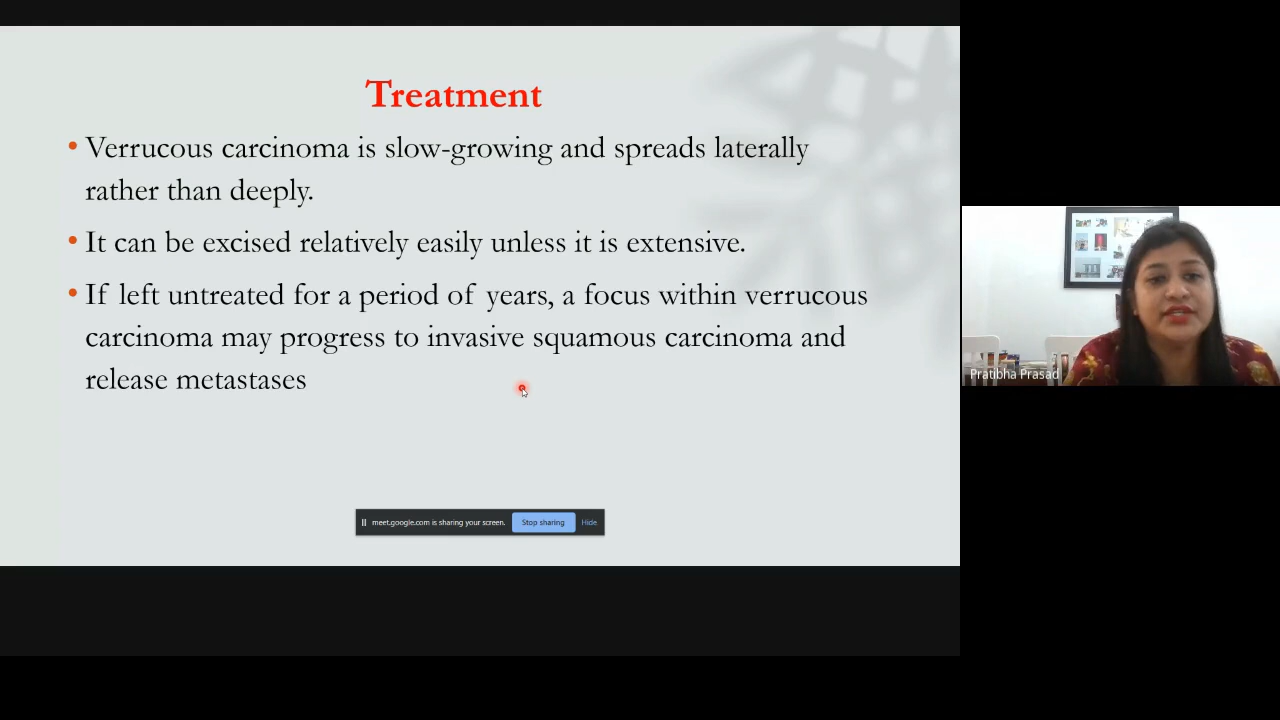 Treatment
• Verrucous carcinoma is slow-growing and spreads laterally
rather than deeply.
• It can be excised relatively easily unless it is extensive.
• If left untreated for a period of years, a focus within verrucous
carcinoma may progress to invasive squamous carcinoma and
release metastases
meet.google.com is sharing your screen. Stop sharing Hide
Pratibha Prasad